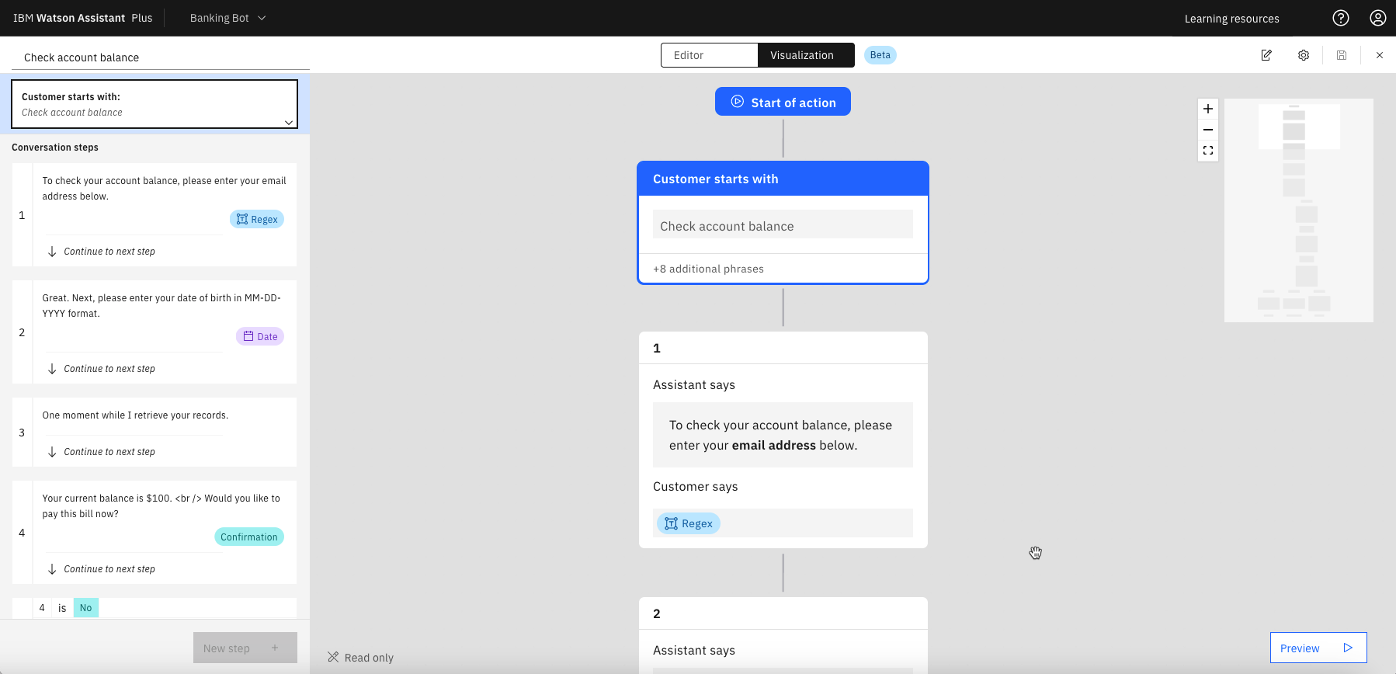 IBM Watson Assistant Plus
Banking Bot
Learning resources
Check account balance
Editor
Visualization
Beta
Customer starts with:
Check account balance
Conversation steps
1
To check your account balance, please enter your email
address below.
Regex
Continue to next step
2
Great. Next, please enter your date of birth in MM-DD-
YYYY format.
Date
Continue to next step
3
One moment while I retrieve your records.
Continue to next step
4
Your current balance is $100. <br /> Would you like to
pay this bill now?
Confirmation
Continue to next step
4 is No
New step +
Start of action
Customer starts with
Check account balance
+8 additional phrases
1
Assistant says
To check your account balance, please
enter your email address below.
Customer says
Regex
2
Assistant says
Read only
Preview